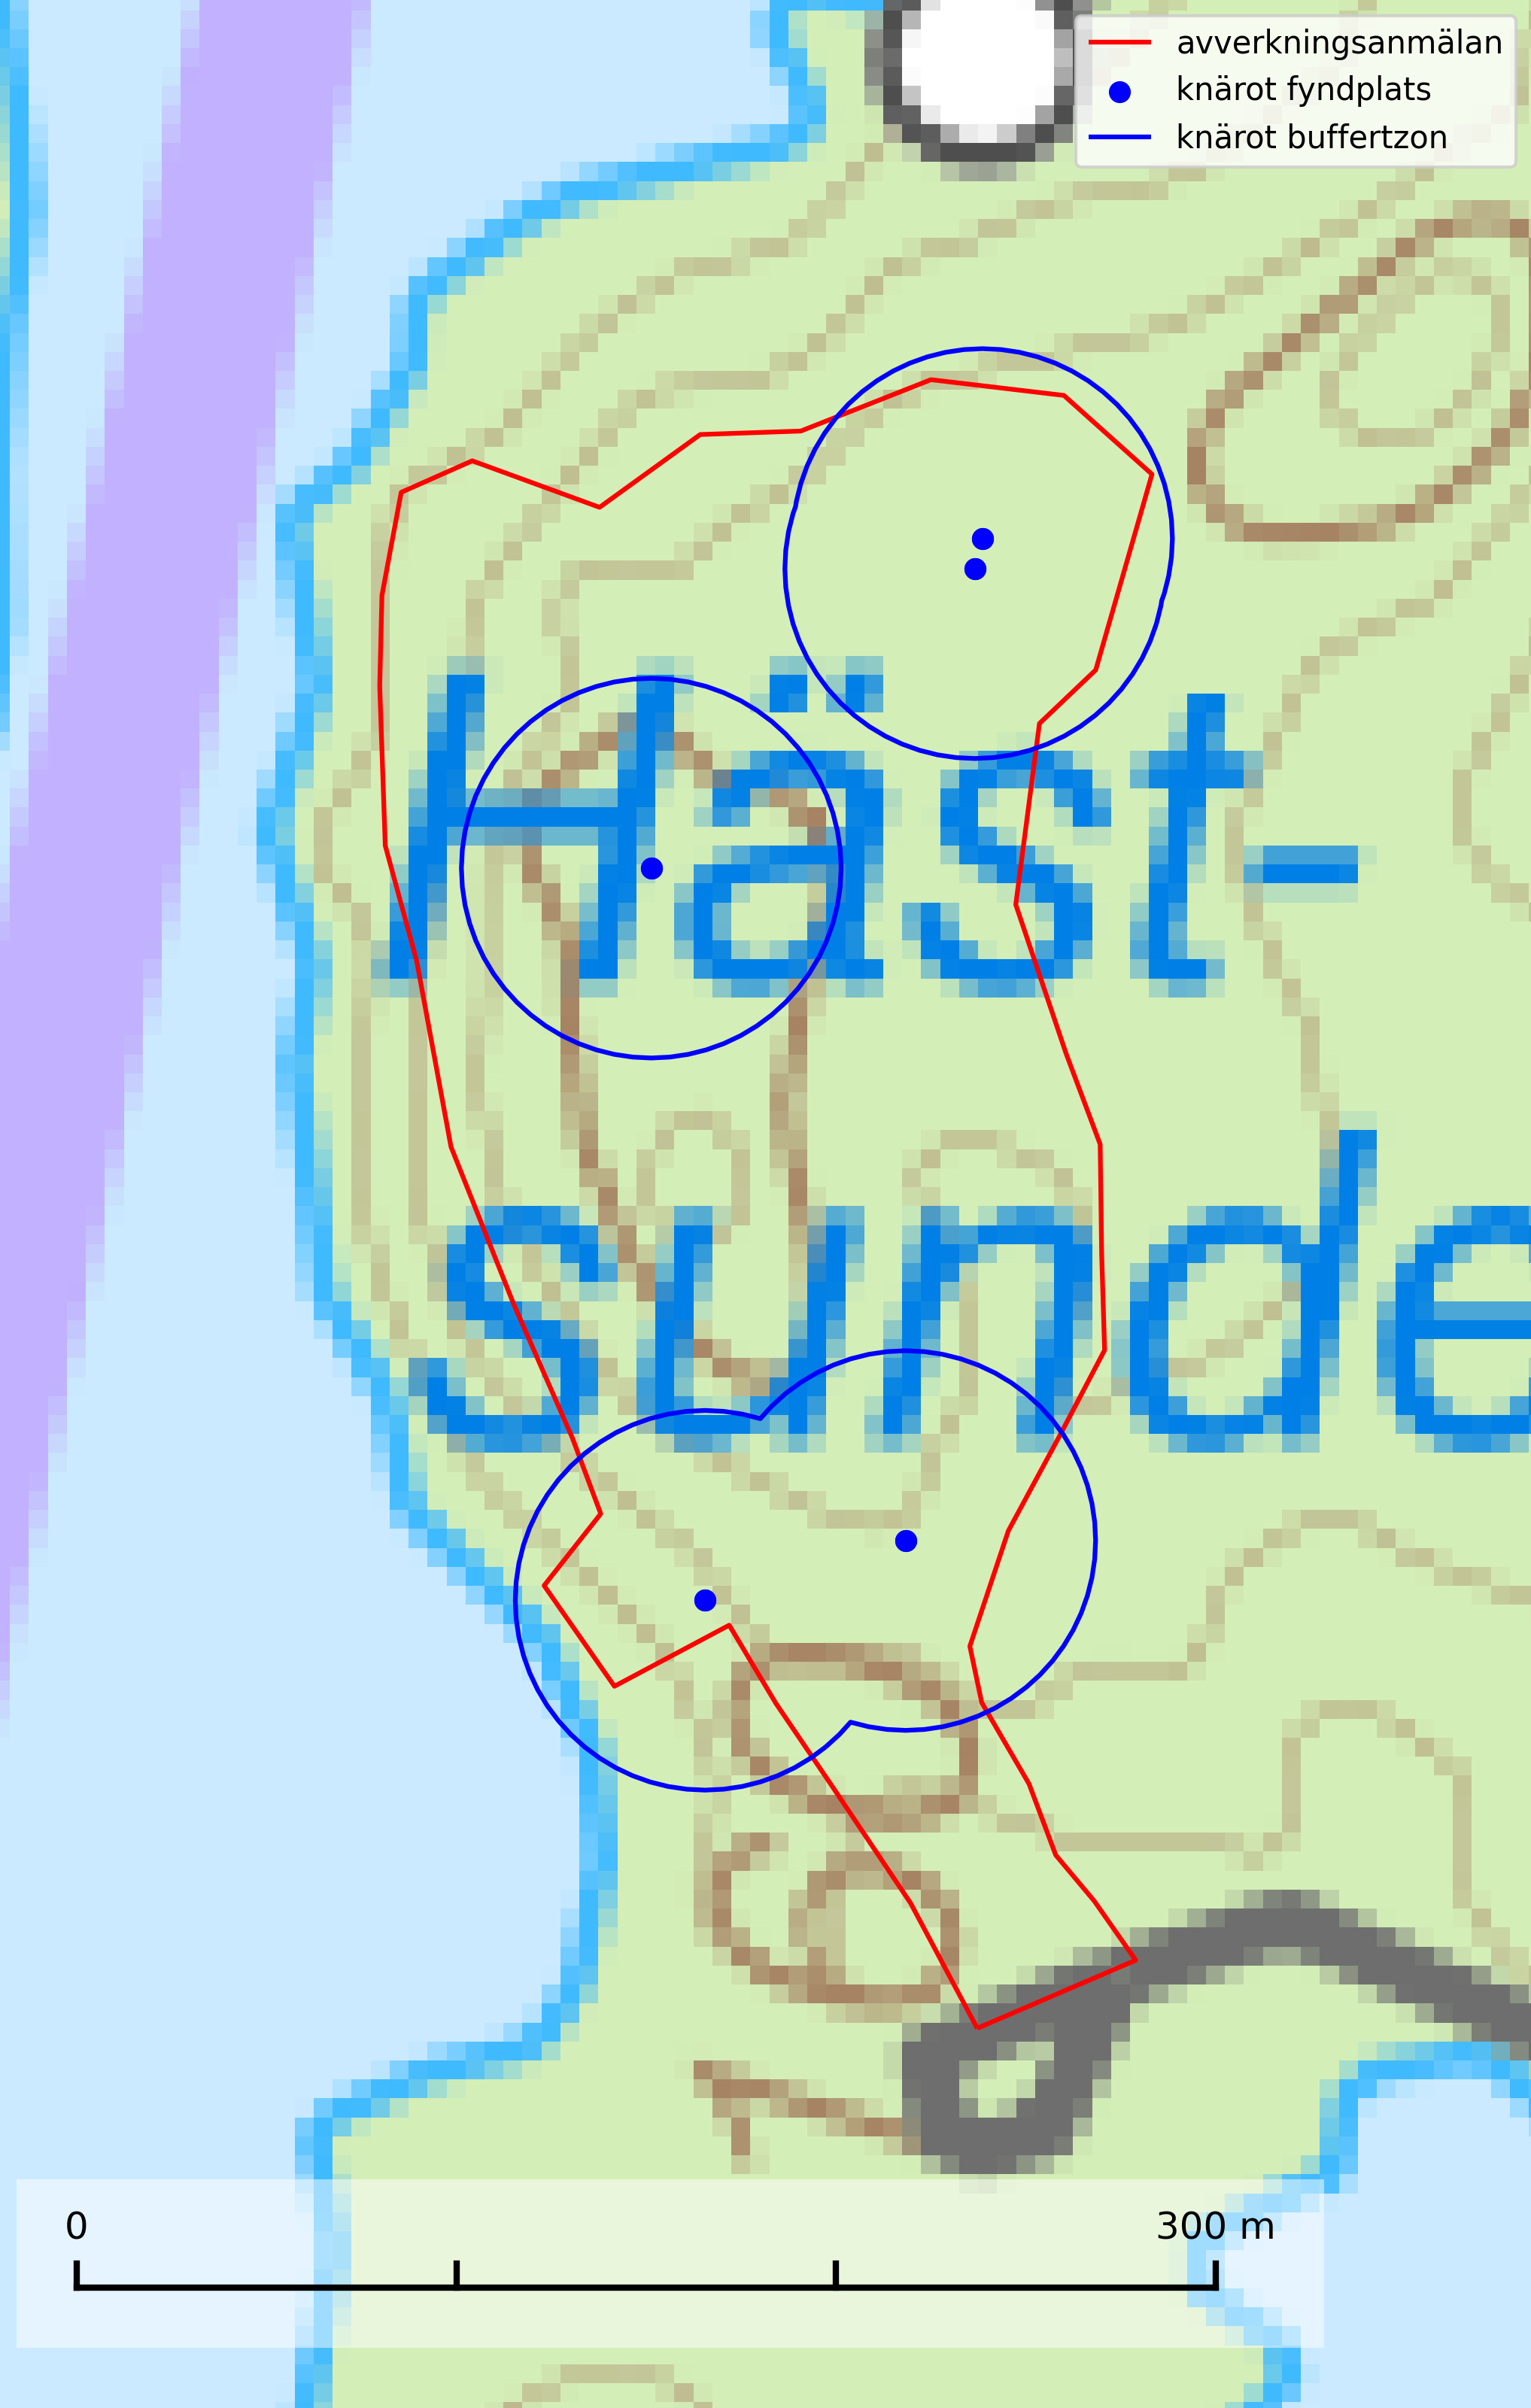 avverkningsanmälan
knärot fyndplats
knärot buffertzon
Häst-
sunde
0 300 m